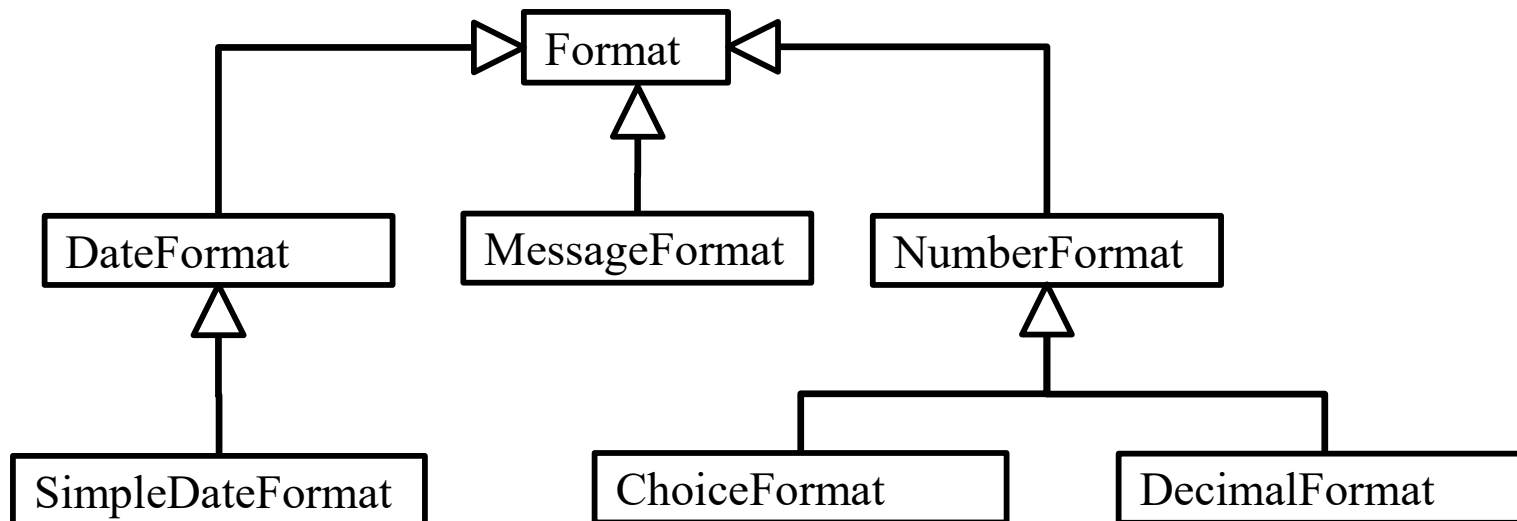 Format
DateFormat
MessageFormat
NumberFormat
SimpleDateFormat
ChoiceFormat
DecimalFormat